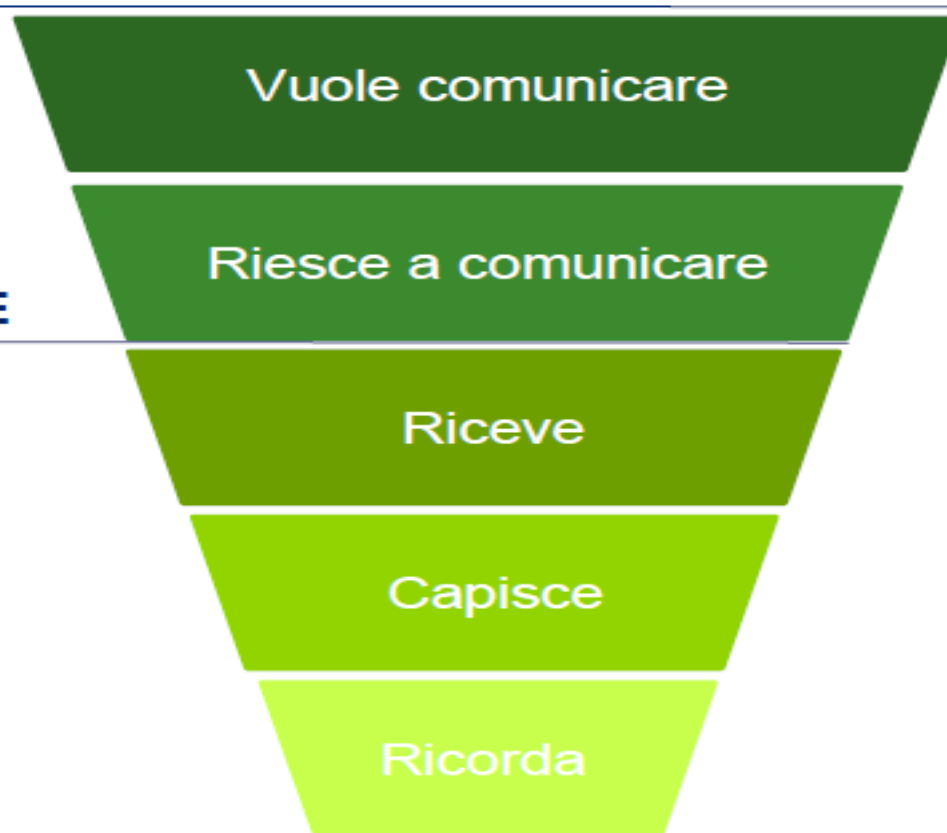 Vuole comunicare
Riesce a comunicare
E
Riceve
Capisce
Ricorda